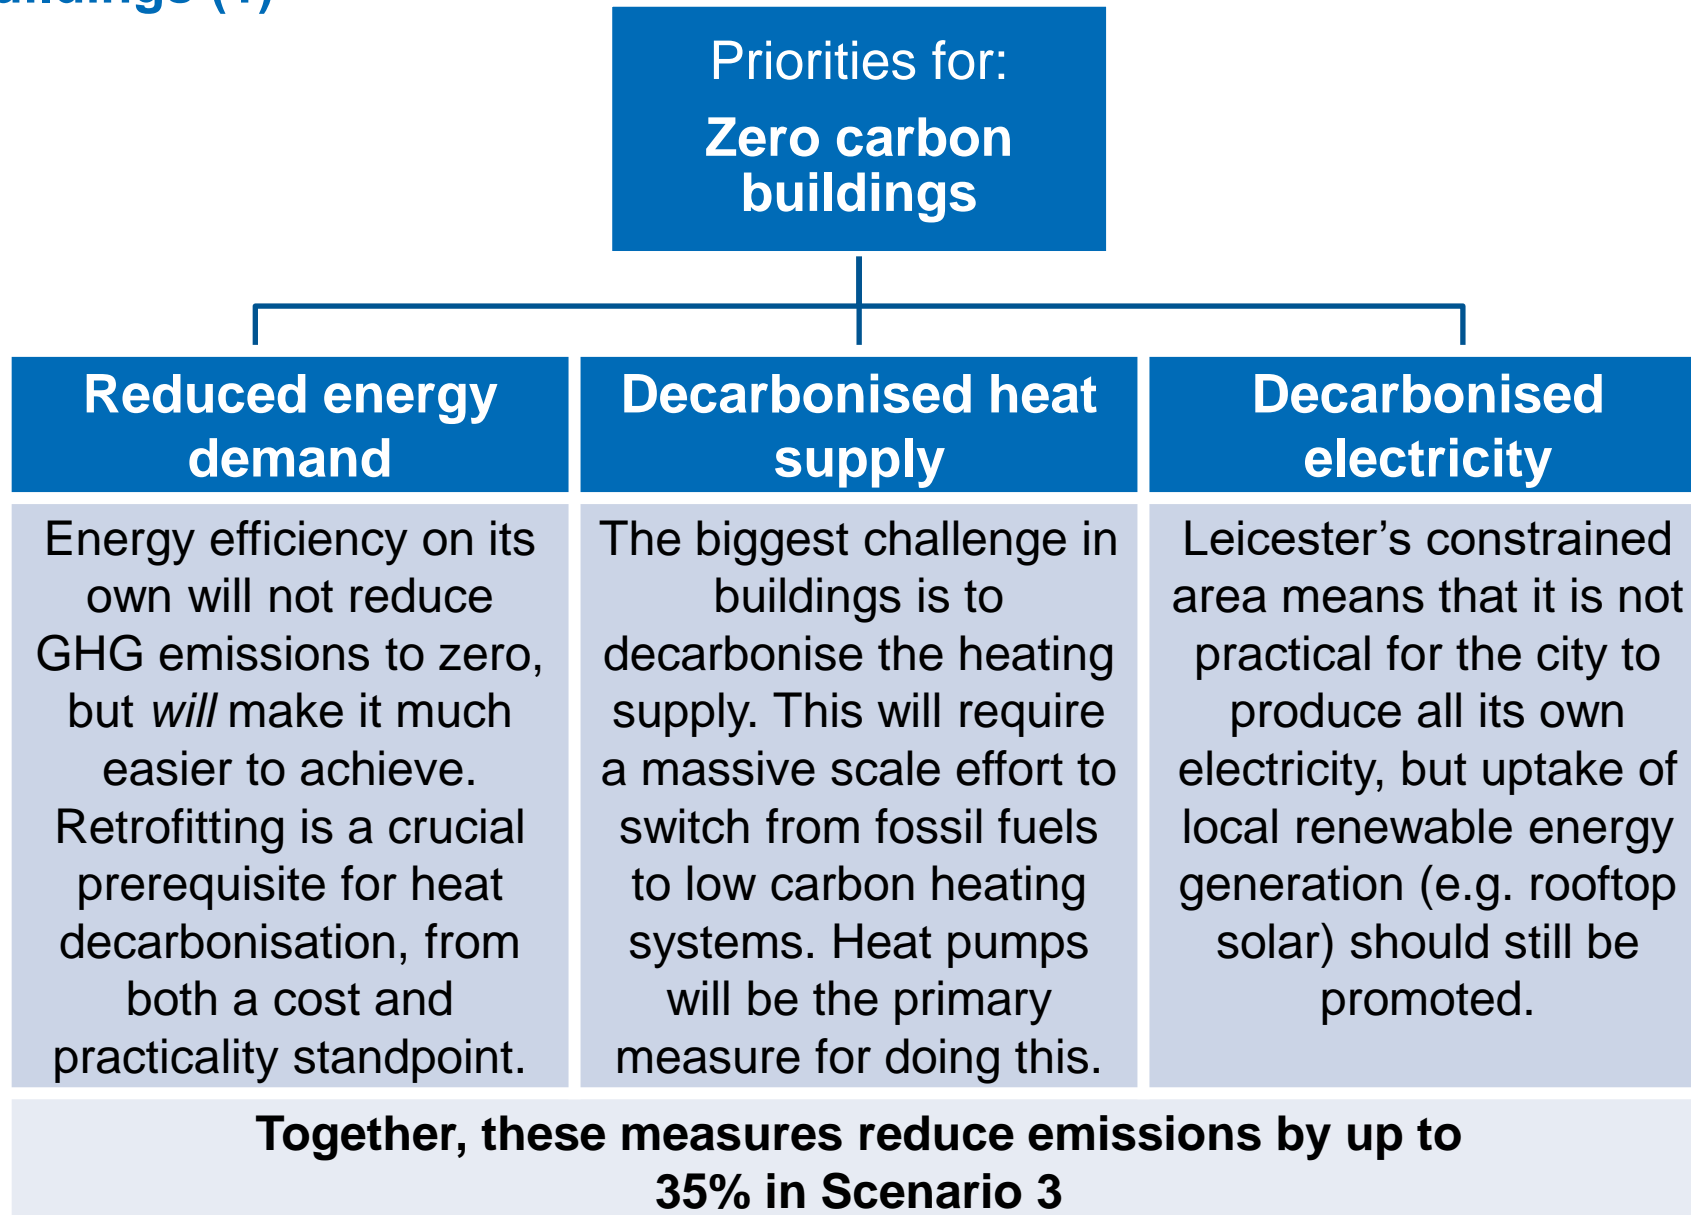 (1)
Priorities for:
Zero carbon
buildings
Reduced energy
demand
Energy efficiency on its
own will not reduce
GHG emissions to zero,
but will make it much
easier to achieve.
Retrofitting is a crucial
prerequisite for heat
decarbonisation, from
both a cost and
practicality standpoint.
Decarbonised heat
supply
The biggest challenge in
buildings is to
decarbonise the heating
supply. This will require
a massive scale effort to
switch from fossil fuels
to low carbon heating
systems. Heat pumps
will be the primary
measure for doing this.
Decarbonised
electricity
Leicester’s constrained
area means that it is not
practical for the city to
produce all its own
electricity, but uptake of
local renewable energy
generation (e.g. rooftop
solar) should still be
promoted.
Together, these measures reduce emissions by up to
35% in Scenario 3